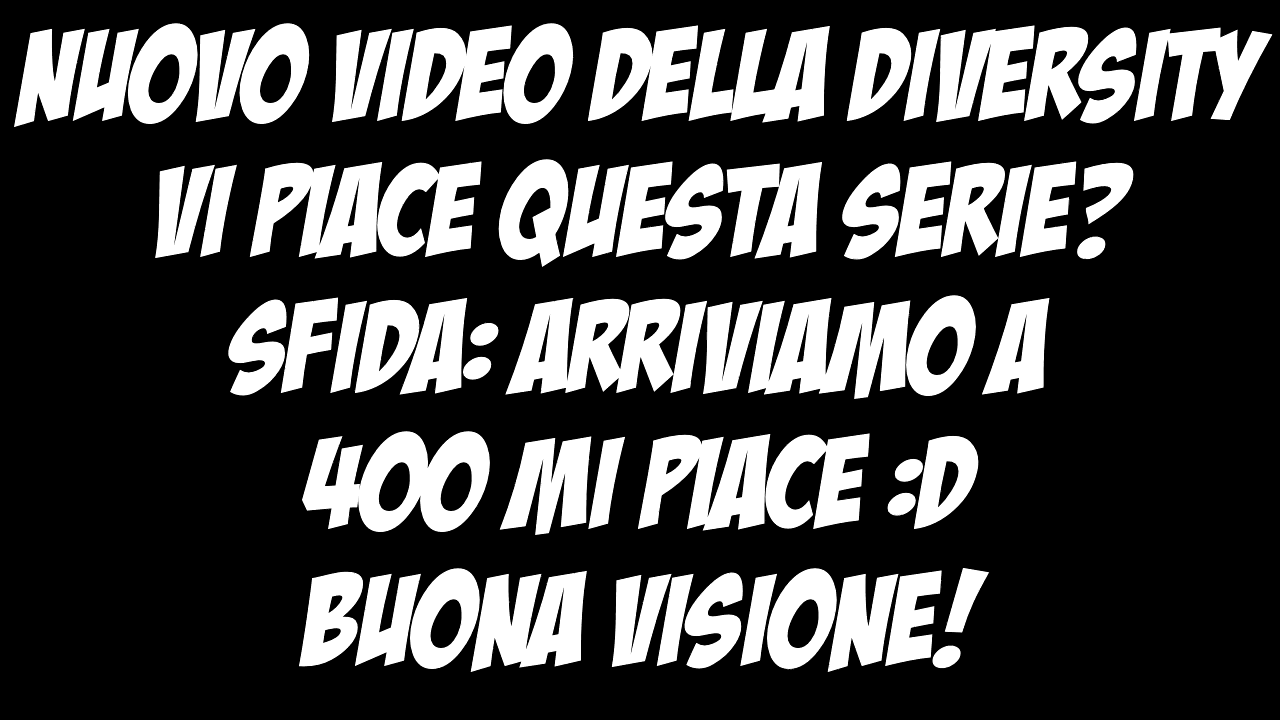 NUOVO VIDEO DELLA DIVERSITY
VI PIACE QUESTA SERIE?
SFIDA: ARRIVIAMO A
400 MI PIACE :D
BUONA VISIONE!